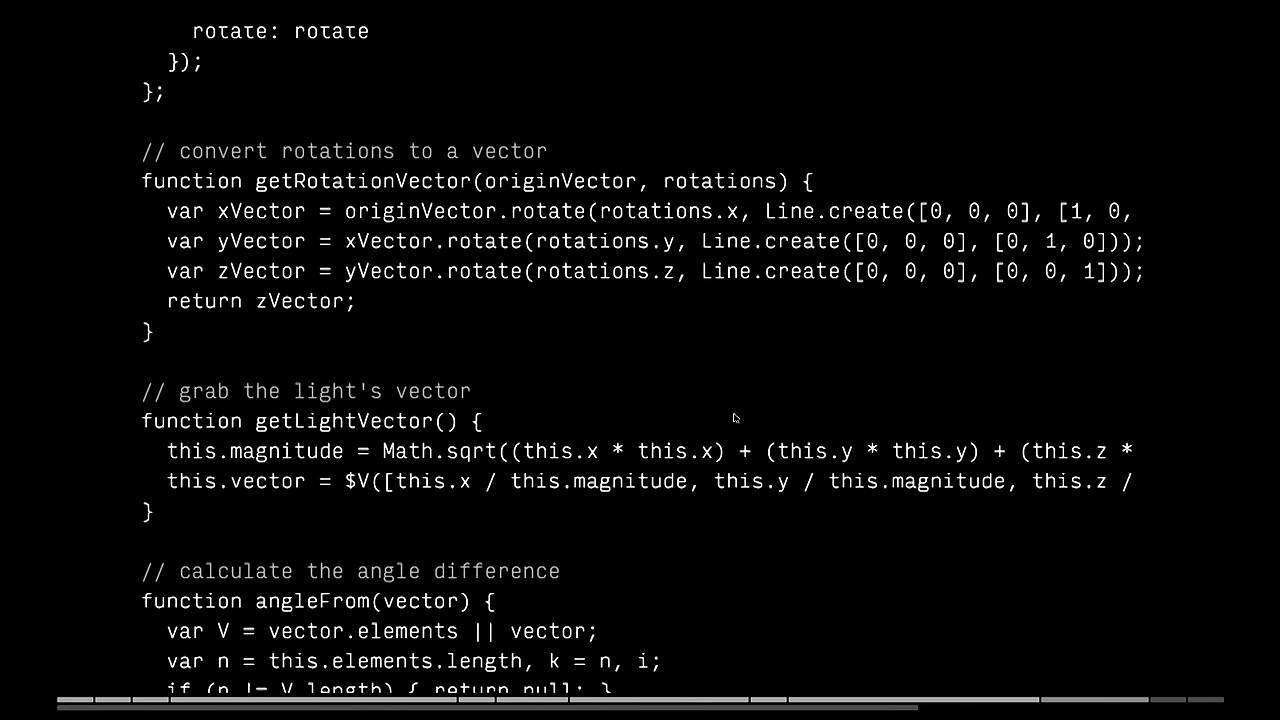 rotate: rotate
});
};
// convert rotations to a vector
function getRotationVector(originVector, rotations) {
var xVector = originVector.rotate(rotations.x, Line.create([0, 0, 0], [1, 0,
var yVector = xVector.rotate(rotations.y, Line.create([0, 0, 0], [0, 1, 0]));
var zVector = yVector.rotate(rotations.z, Line.create([0, 0, 0], [0, 0, 1]));
return zVector;
}
// grab the light's vector
function getLightVector() {
this.magnitude = Math.sqrt((this.x * this.x) + (this.y * this.y) + (this.z *
this.vector = $V([this.x / this.magnitude, this.y / this.magnitude, this.z /
}
// calculate the angle difference
function angleFrom(vector) {
var V = vector.elements || vector;
var n = this.elements.length, k = n, i;
if (n != V.length) { return null; }